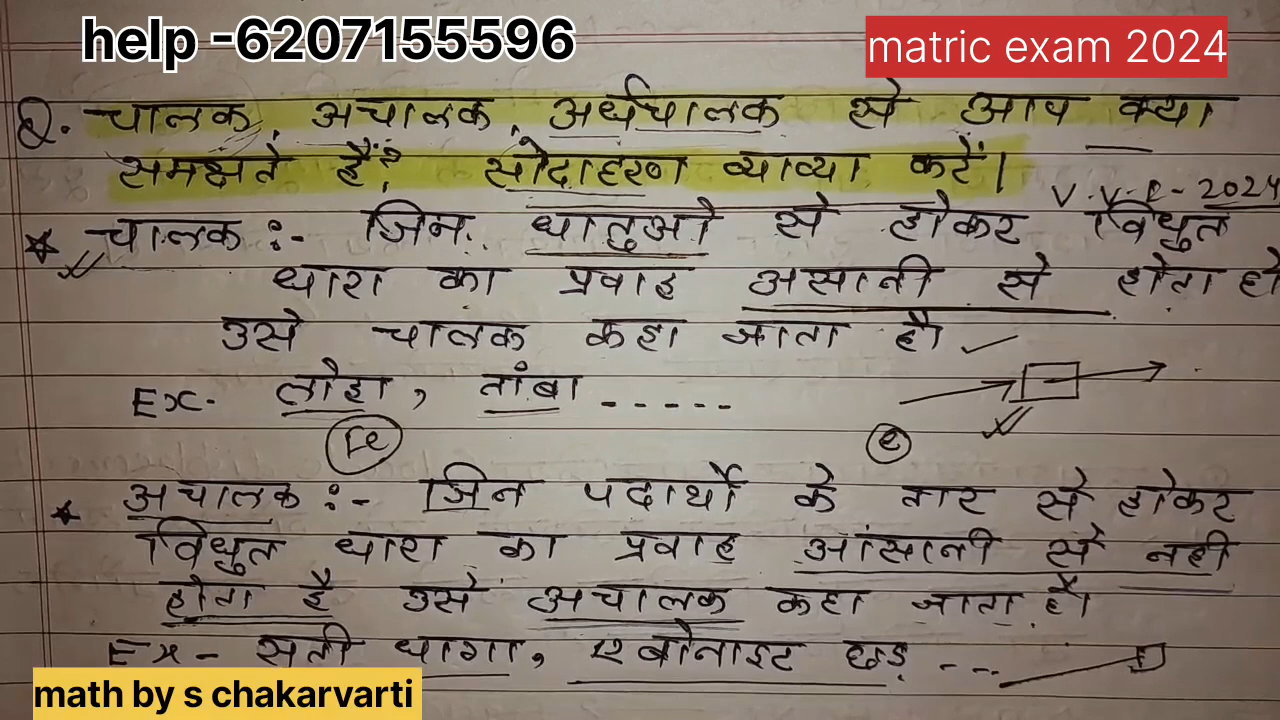 help -6207155596
matric exam 2024
Q. चालक, अचालक, अर्धचालक से आप क्या
समझते हैं? सोदाहरण व्याख्या करें।
V.V.I - 2024
चालक :- जिन धातुओ से होकर विधुत
धारा का प्रवाह असानी से होता हो
उसे चालक कहा जाता है।
Ex. लोहा, तांबा -----
Fe
e
अचालक :- जिन पदार्थों के तार से होकर
विधुत धारा का प्रवाह आसानी से नही
होता है उसे अचालक कहा जाता है।
Ex - सुती धागा, एबोनाइट छड़ ---
math by s chakarvarti